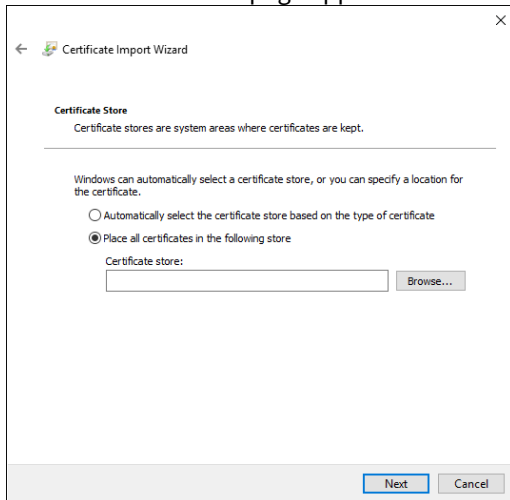 Certificate Import Wizard
Certificate Store
Certificate stores are system areas where certificates are kept.
Windows can automatically select a certificate store, or you can specify a location for
the certificate.
Automatically select the certificate store based on the type of certificate
Place all certificates in the following store
Certificate store:
Browse...
Next Cancel